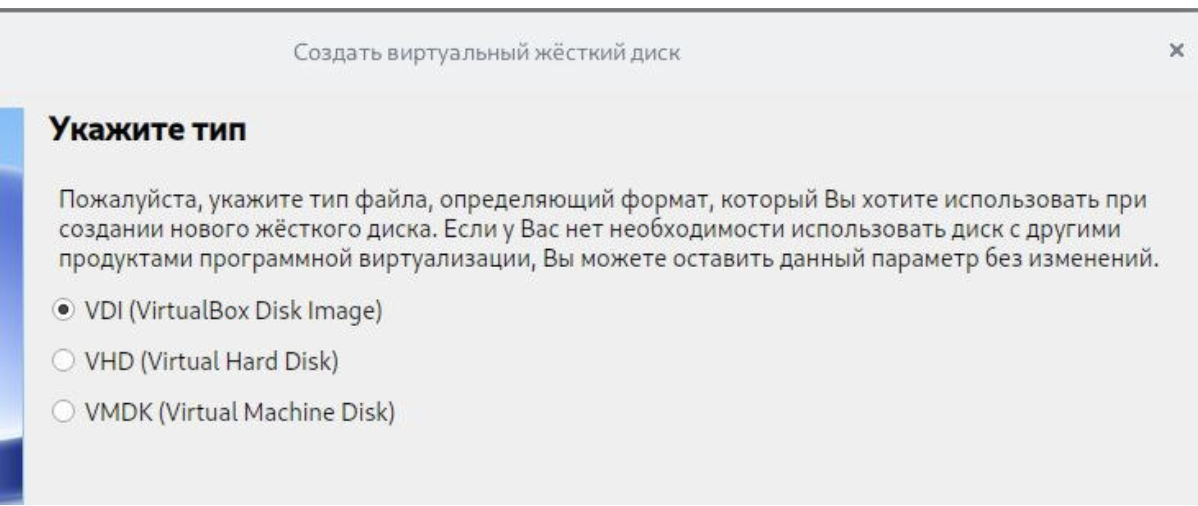 Создать виртуальный жёсткий диск
Укажите тип
Пожалуйста, укажите тип файла, определяющий формат, который Вы хотите использовать при
создании нового жёсткого диска. Если у Вас нет необходимости использовать диск с другими
продуктами программной виртуализации, Вы можете оставить данный параметр без изменений.
VDI (VirtualBox Disk Image)
VHD (Virtual Hard Disk)
VMDK (Virtual Machine Disk)